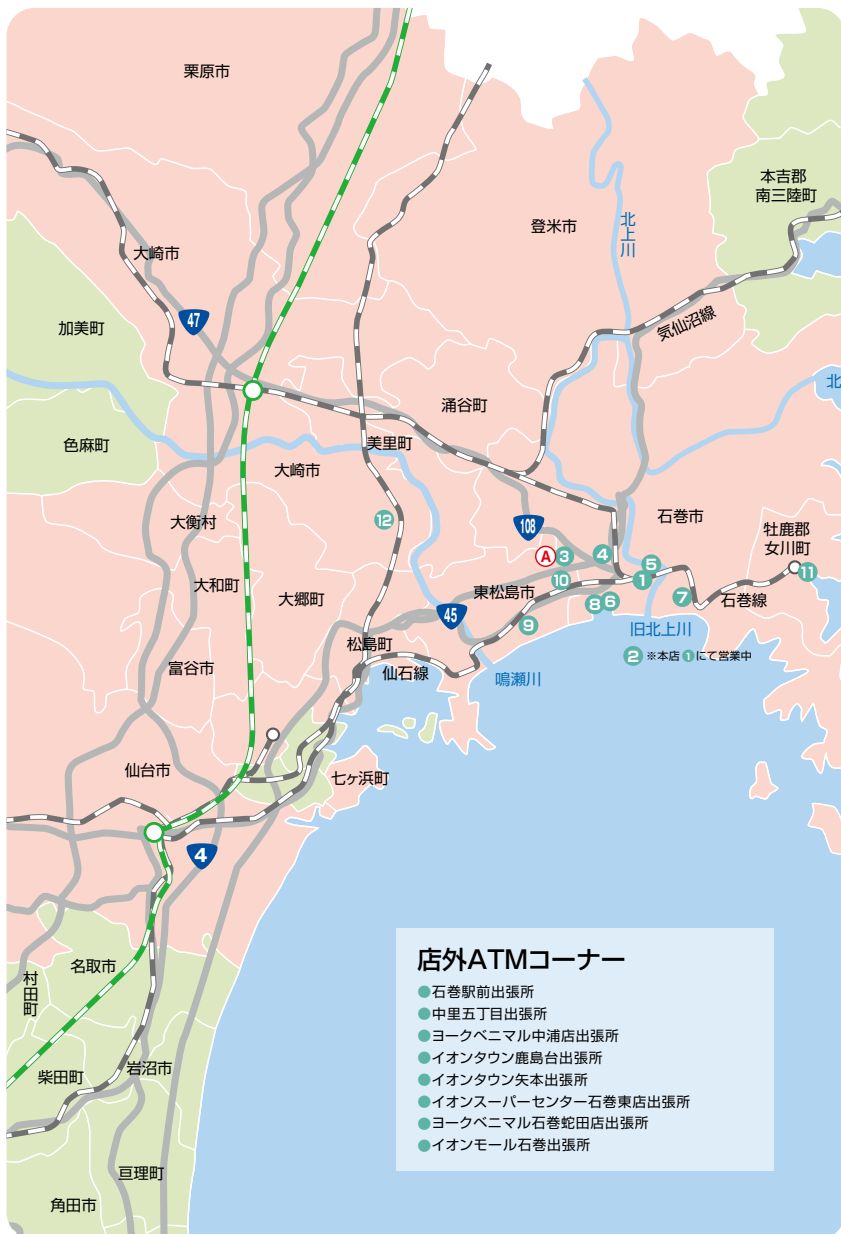 栗原市
本吉郡
南三陸町
登米市
北上川
大崎市
47
気仙沼線
加美町
北
涌谷町
色麻町
美里町
大崎市
12
大衡村
108
石巻市
牡鹿郡
女川町
A 3
4
5
11
大和町
10
1
東松島市
大郷町
8 6
7
石巻線
45
9
旧北上川
松島町
2 ※本店1にて営業中
富谷市
仙石線
鳴瀬川
仙台市
七ヶ浜町
4
店外ATMコーナー
●石巻駅前出張所
●中里五丁目出張所
●ヨークベニマル中浦店出張所
●イオンタウン鹿島台出張所
●イオンタウン矢本出張所
●イオンスーパーセンター石巻東店出張所
●ヨークベニマル石巻蛇田店出張所
●イオンモール石巻出張所
名取市
村田町
岩沼市
柴田町
亘理町
角田市